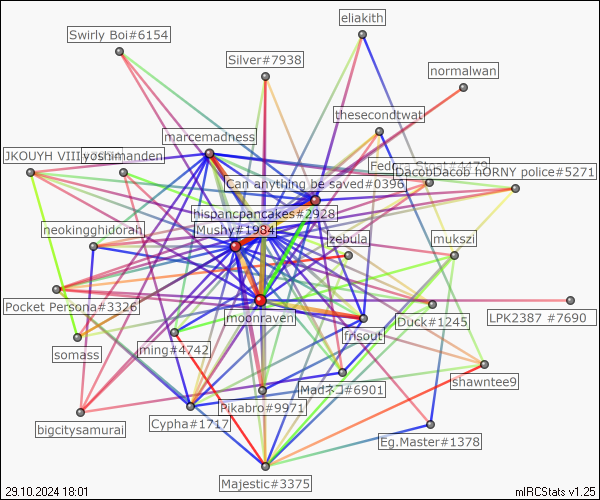 eliakith
Swirly Boi#6154
Silver#7938
normalwan
thesecondtwat
marcemadness
JKOUYH VIII
yoshimanden
DacobDacob hORNY police#5271
Can anything be saved#0396
hispancpancakes#2928
Mushy#1984
neokingghidorah
zebula
mukszi
Pocket Persona#3326
moonraven
Duck#1245
LPK2387 #7690
frisout
somass
ming#4742
shawntee9
Madネコ#6901
Pikabro#9971
Cypha#1717
bigcitysamurai
Eg.Master#1378
Majestic#3375
29.10.2024 18:01
mIRCStats v1.25